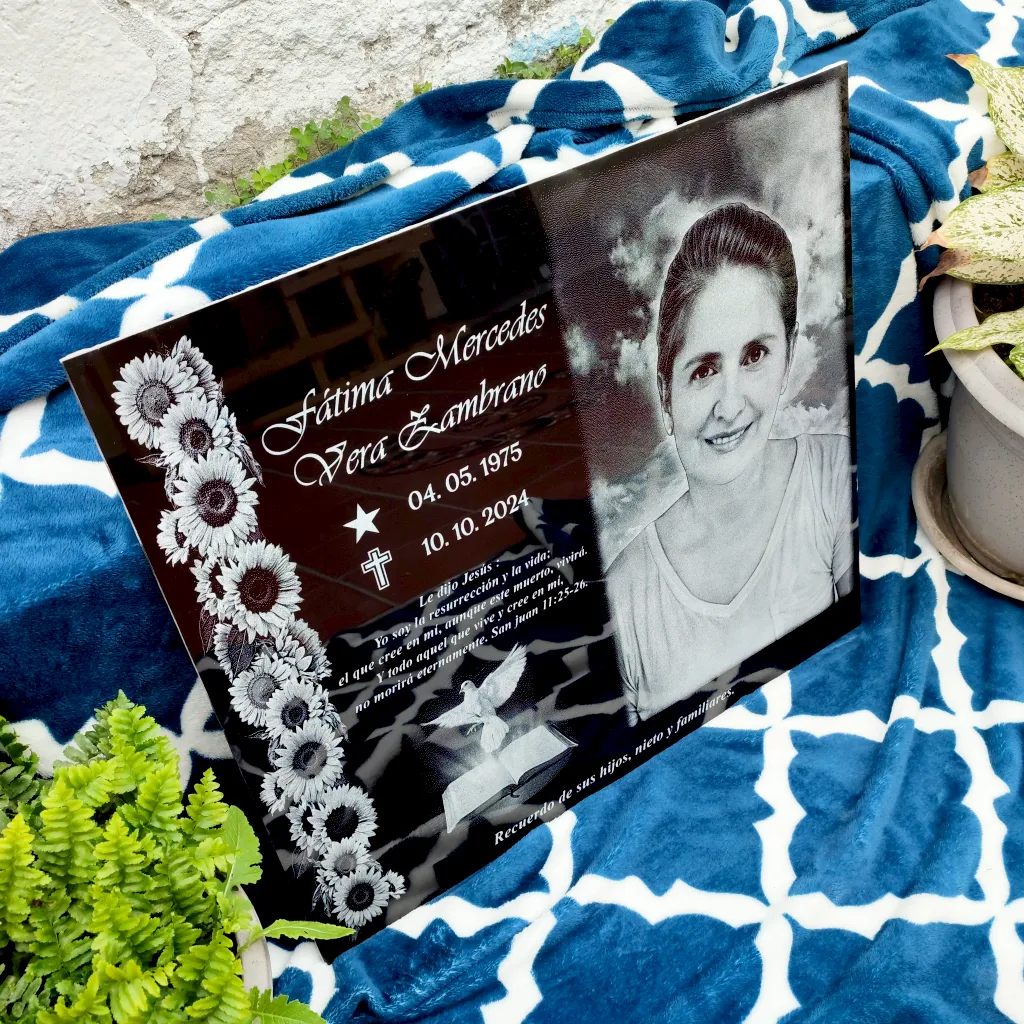 Fátima Mercedes
Vera Zambrano
04. 05. 1975
10. 10. 2024
Le dijo Jesús :
Yo soy la resurrección y la vida;
el que cree en mí, aunque este muerto, vivirá.
Y todo aquel que vive y cree en mí,
no morirá eternamente. San juan 11:25-26.
Recuerdo de sus hijos, nieto y familiares.